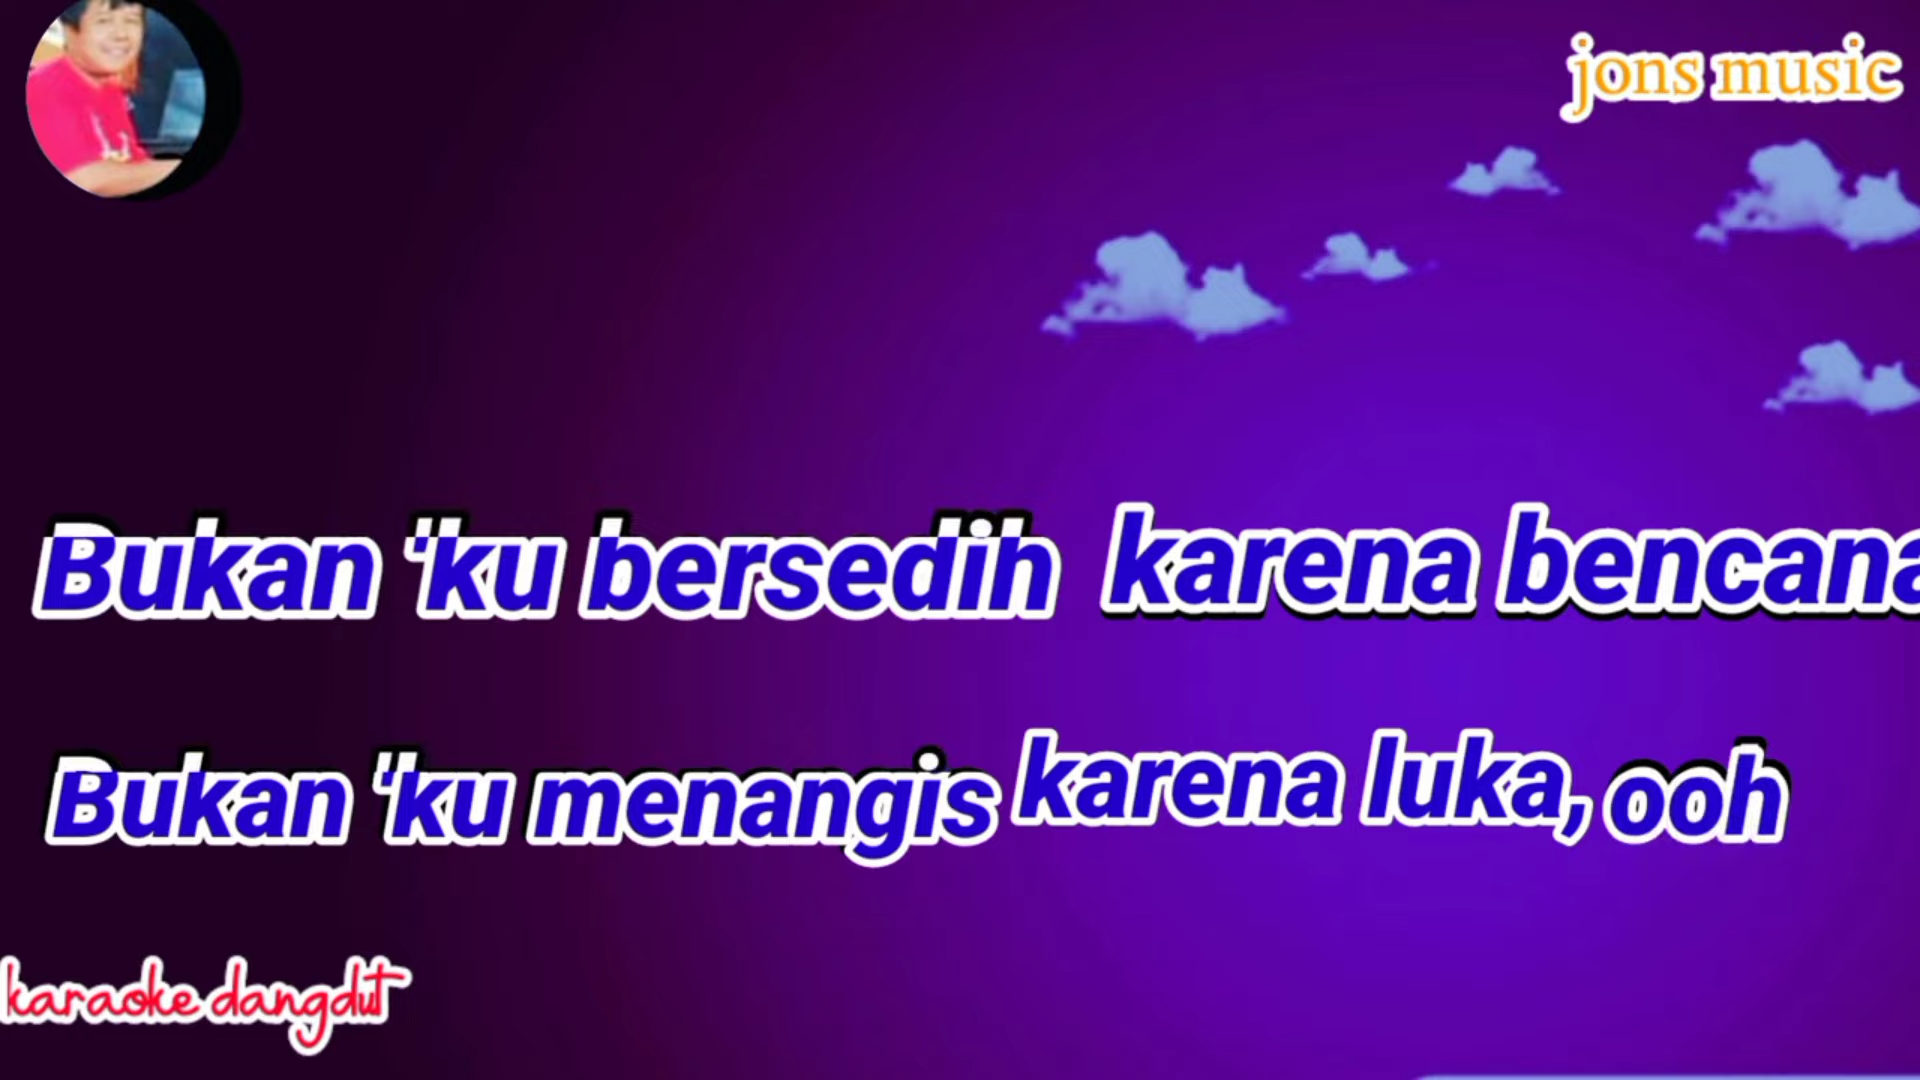 jons music
Bukan "ku bersedih karena bencana
Bukan "ku menangis karena luka, ooh
karaoke dangdut